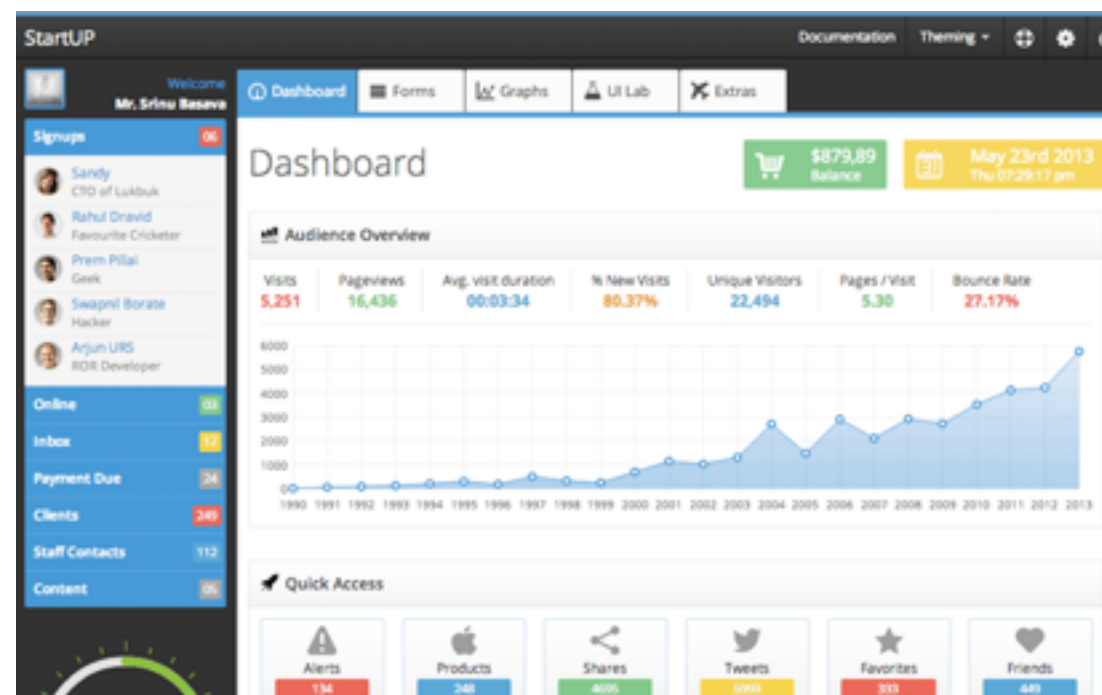 StartUP
Documentation Theming
Welcome
Mr. Srinu Basava
Dashboard Forms Graphs UI Lab Extras
Signups 06
Sandy
CTO of Lukbuk
Rahul Dravid
Favourite Cricketer
Prem Pillai
Geek
Swapnil Borate
Hacker
Arjun URS
ROR Developer
Online 03
Inbox 17
Payment Due 24
Clients 249
Staff Contacts 112
Content 05
Dashboard
$879,89
Balance
May 23rd 2013
Thu 07:29:17 pm
Audience Overview
Visits Pageviews Avg. visit duration % New Visits Unique Visitors Pages / Visit Bounce Rate
5,251 16,436 00:03:34 80.37% 22,494 5.30 27.17%
6000
5000
4000
3000
2000
1000
0
1990 1991 1992 1993 1994 1995 1996 1997 1998 1999 2000 2001 2002 2003 2004 2005 2006 2007 2008 2009 2010 2011 2012 2013
Quick Access
Alerts Products Shares Tweets Favorites Friends
134 248 4695 333 449